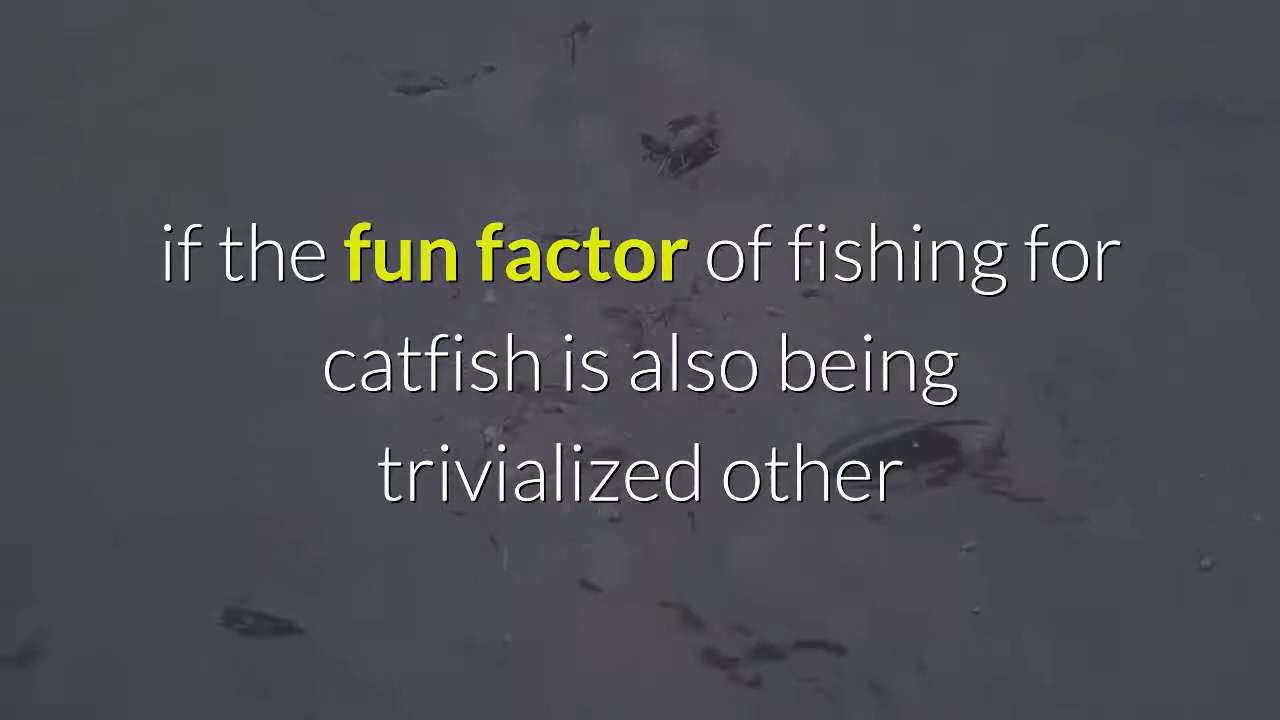 if the fun factor of fishing for
catfish is also being
trivialized other